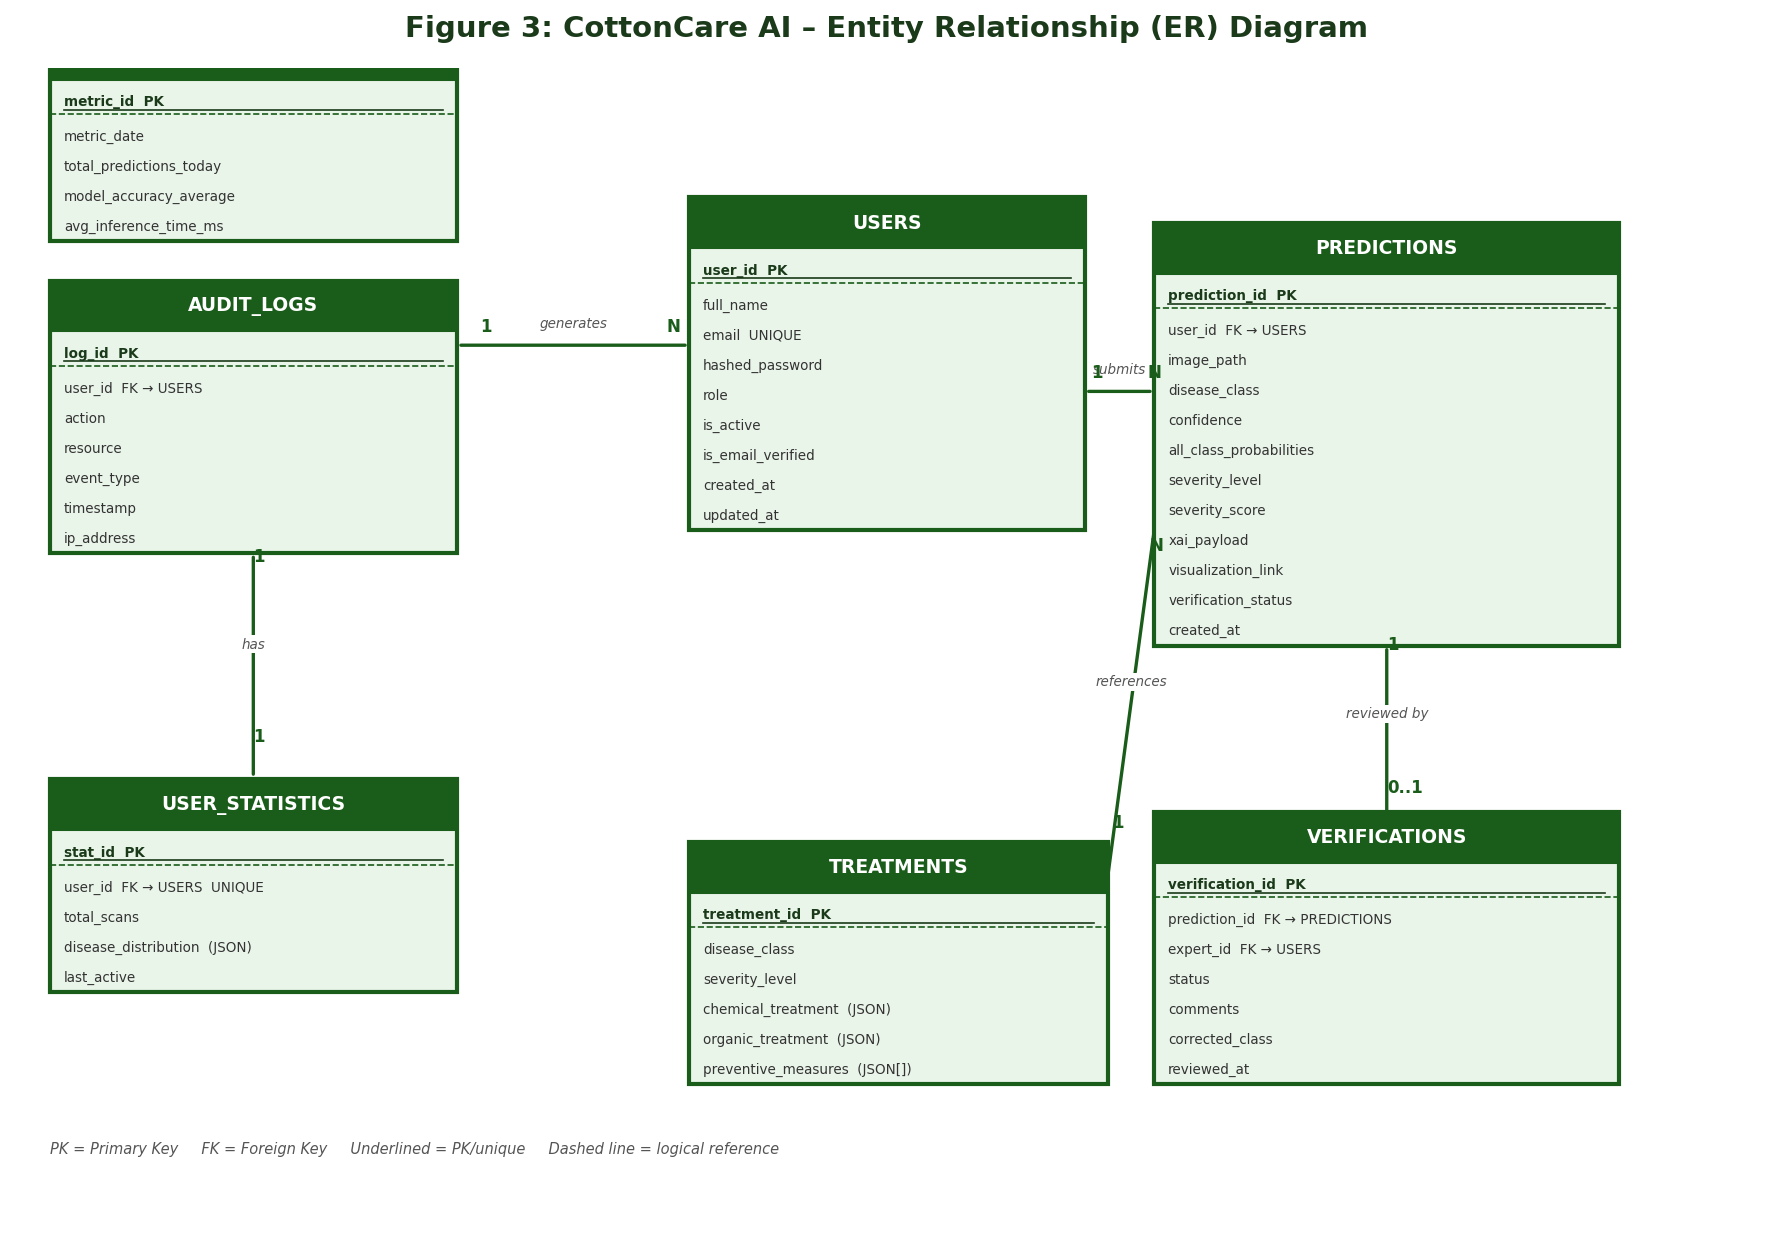 Figure 3: CottonCare AI – Entity Relationship (ER) Diagram
metric_id PK
metric_date
total_predictions_today
model_accuracy_average
avg_inference_time_ms
AUDIT_LOGS
log_id PK
user_id FK → USERS
action
resource
event_type
timestamp
ip_address
1
generates
N
USERS
user_id PK
full_name
email UNIQUE
hashed_password
role
is_active
is_email_verified
created_at
updated_at
1
submits
N
PREDICTIONS
prediction_id PK
user_id FK → USERS
image_path
disease_class
confidence
all_class_probabilities
severity_level
severity_score
xai_payload
visualization_link
verification_status
created_at
1
has
1
N
references
1
1
reviewed by
0..1
USER_STATISTICS
stat_id PK
user_id FK → USERS UNIQUE
total_scans
disease_distribution (JSON)
last_active
TREATMENTS
treatment_id PK
disease_class
severity_level
chemical_treatment (JSON)
organic_treatment (JSON)
preventive_measures (JSON[])
VERIFICATIONS
verification_id PK
prediction_id FK → PREDICTIONS
expert_id FK → USERS
status
comments
corrected_class
reviewed_at
PK = Primary Key FK = Foreign Key Underlined = PK/unique Dashed line = logical reference